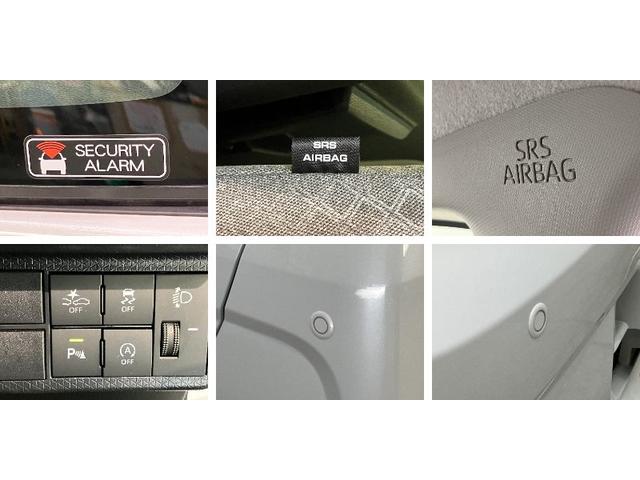 SECURITY
ALARM
SRS
AIRBAG
SRS
AIRBAG
OFF
OFF
P
A
OFF